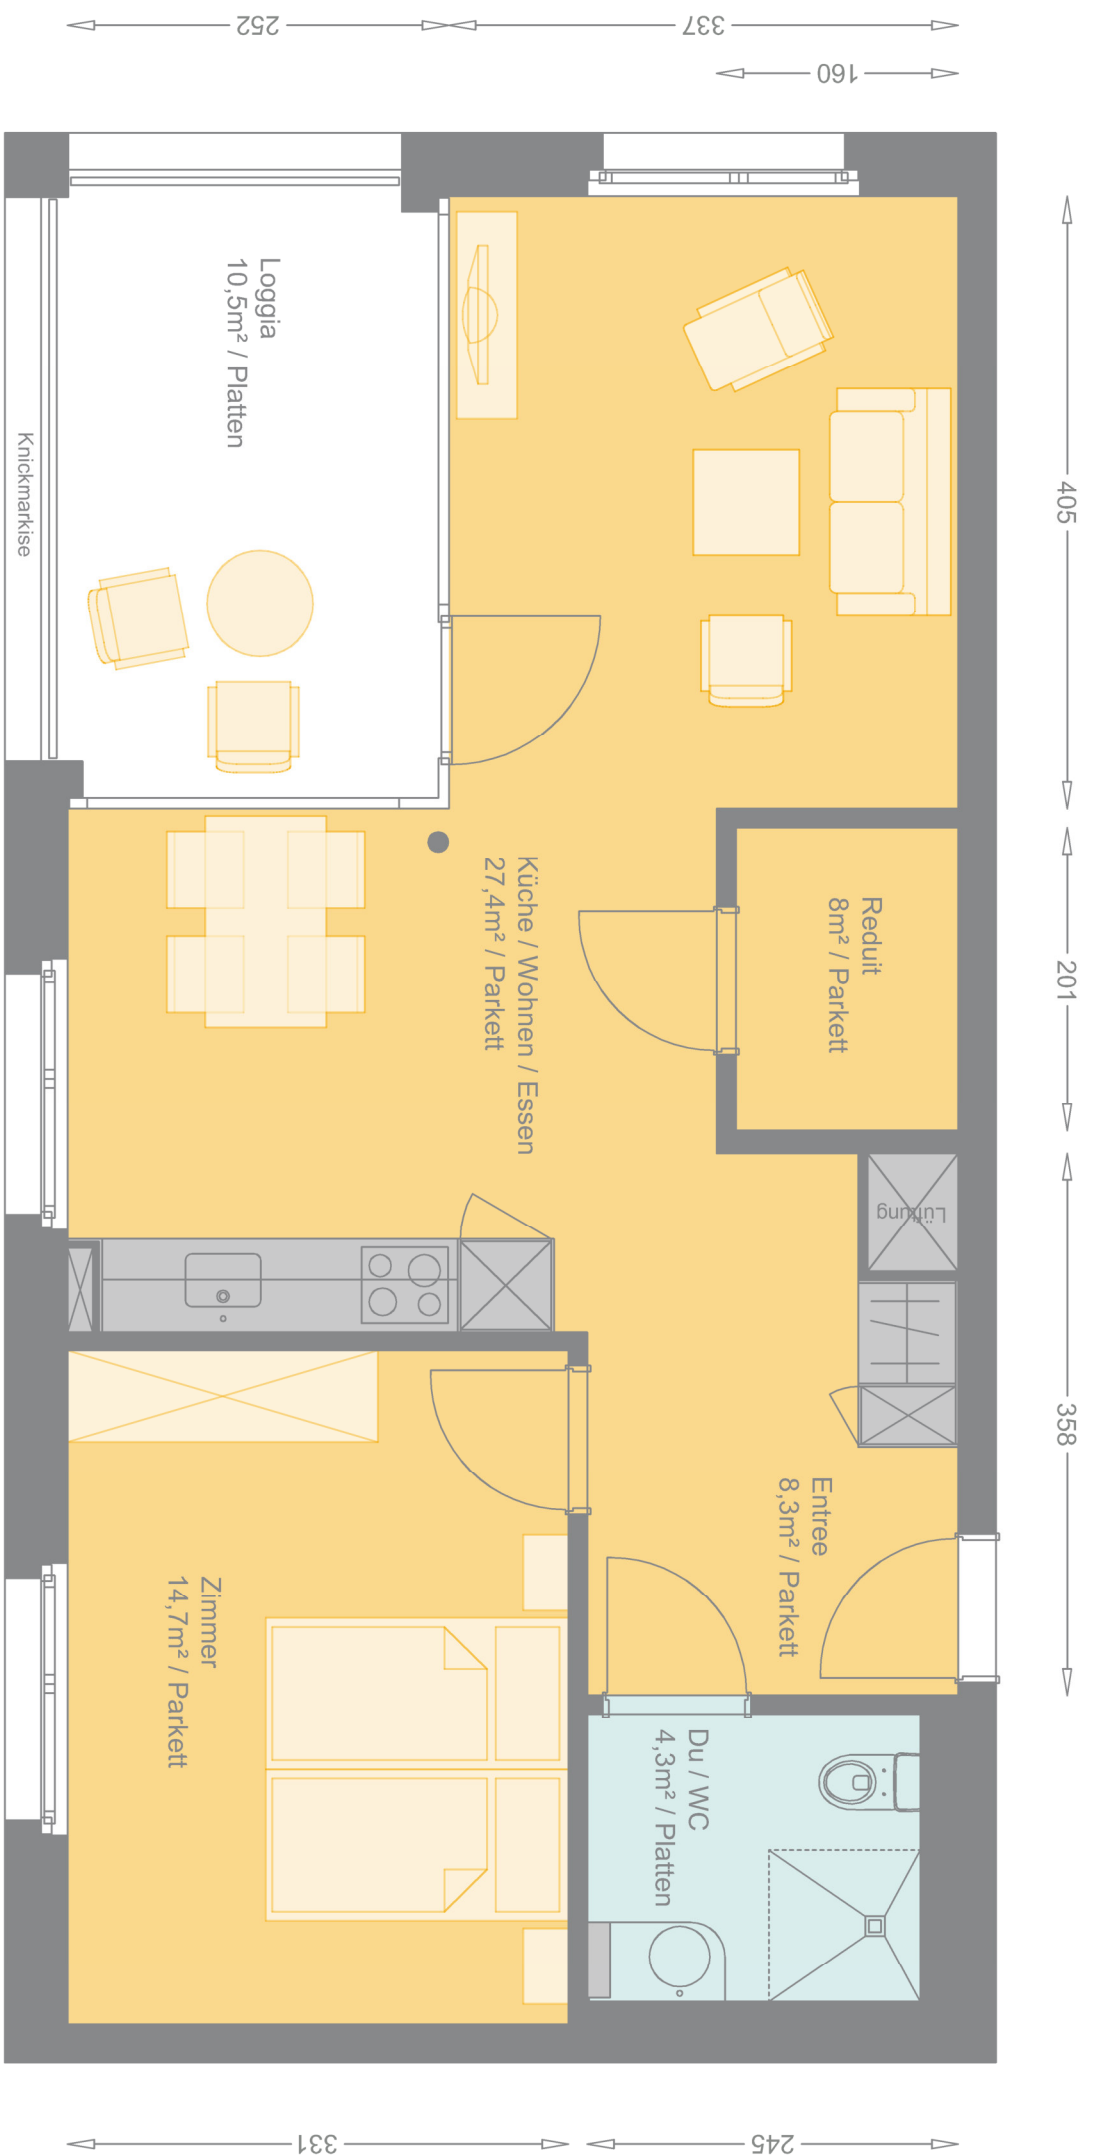 252
337
160
Loggia
10,5m² / Platten
Knickmarkise
405
Küche / Wohnen / Essen
27,4m² / Parkett
Reduit
8m² / Parkett
201
Lüftung
358
Entree
8,3m² / Parkett
Zimmer
14,7m² / Parkett
Du / WC
4,3m² / Platten
331
245